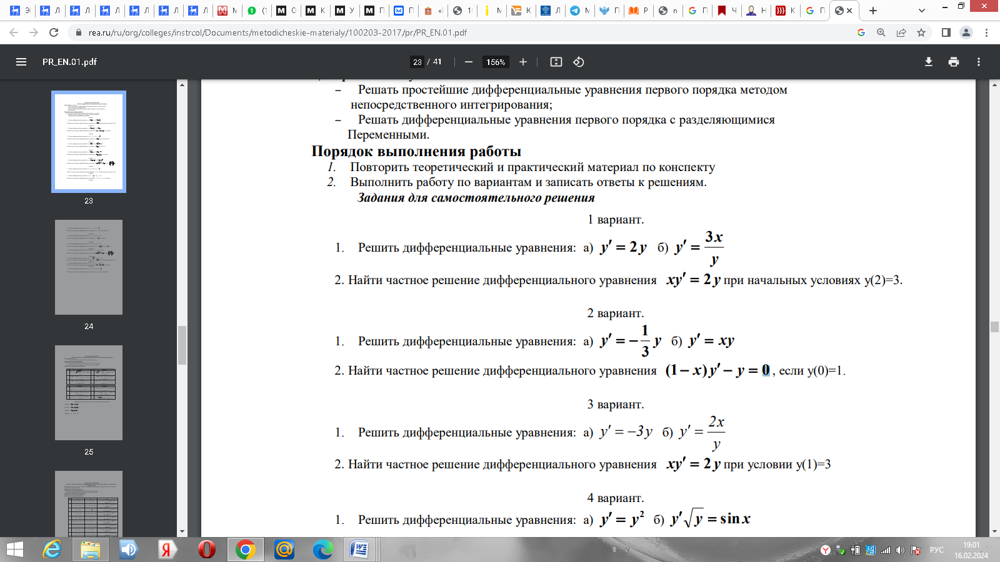 Э Л Л Л Л Л Л М (1 О К У П П «И 1! М К Л М П Р п П Ч Н К П
rea.ru/ru/org/colleges/instrcol/Documents/metodicheskie-materialy/100203-2017/pr/PR_EN.01.pdf
PR_EN.01.pdf 23 / 41 156%
– Решать простейшие дифференциальные уравнения первого порядка методом
непосредственного интегрирования;
– Решать дифференциальные уравнения первого порядка с разделяющимися
Переменными.
Порядок выполнения работы
1. Повторить теоретический и практический материал по конспекту
2. Выполнить работу по вариантам и записать ответы к решениям.
Задания для самостоятельного решения
1 вариант.
1. Решить дифференциальные уравнения: а) y′ = 2y б) y′ = 3x/y
2. Найти частное решение дифференциального уравнения xy′ = 2y при начальных условиях y(2)=3.
2 вариант.
1. Решить дифференциальные уравнения: а) y′ = −1/3 y б) y′ = xy
2. Найти частное решение дифференциального уравнения (1 − x)y′ − y = 0, если y(0)=1.
3 вариант.
1. Решить дифференциальные уравнения: а) y′ = −3y б) y′ = 2x/y
2. Найти частное решение дифференциального уравнения xy′ = 2y при условии y(1)=3
4 вариант.
1. Решить дифференциальные уравнения: а) y′ = y² б) y′√y = sin x
23
24
25
РУС
19:01
16.02.2024